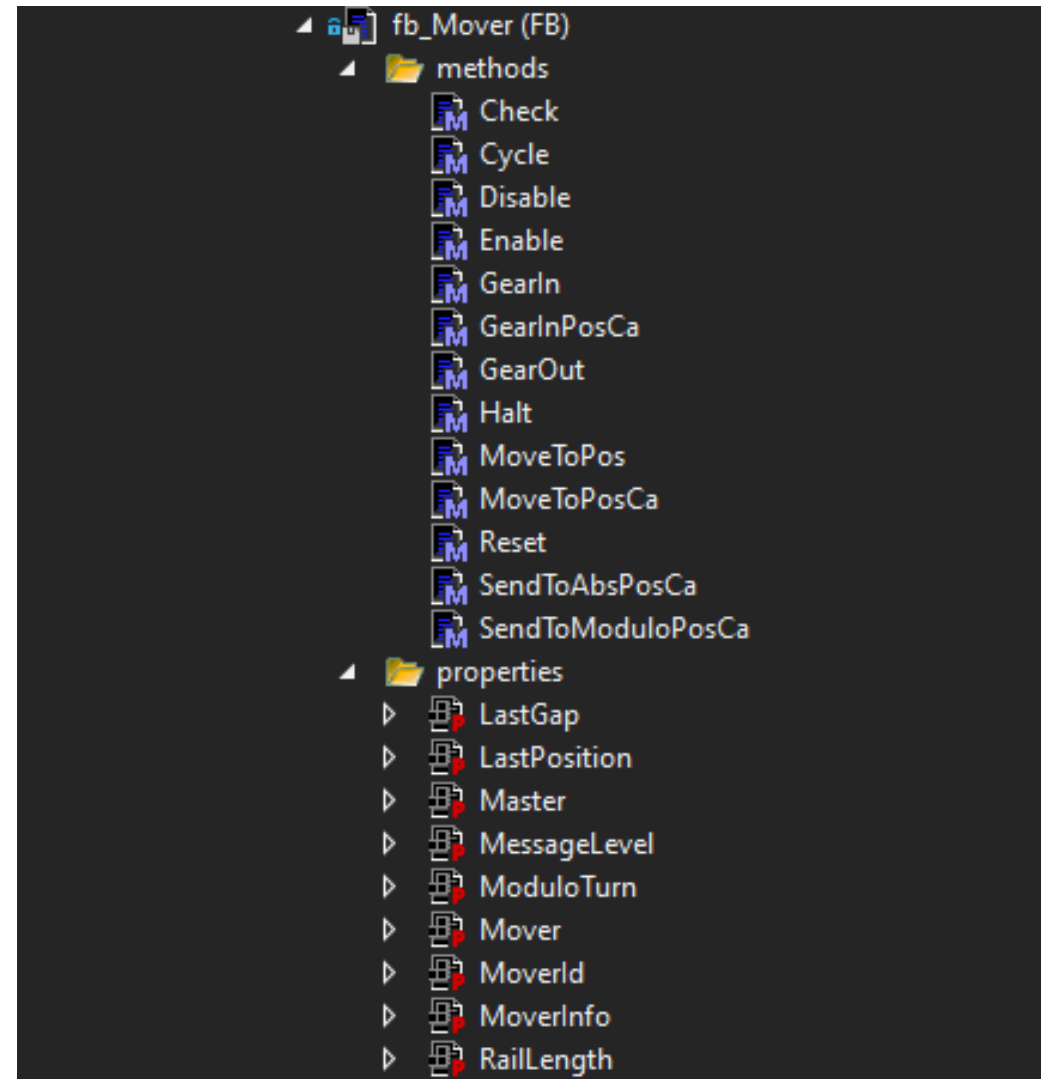 fb_Mover (FB)
methods
Check
Cycle
Disable
Enable
GearIn
GearInPosCa
GearOut
Halt
MoveToPos
MoveToPosCa
Reset
SendToAbsPosCa
SendToModuloPosCa
properties
LastGap
LastPosition
Master
MessageLevel
ModuloTurn
Mover
MoverId
MoverInfo
RailLength